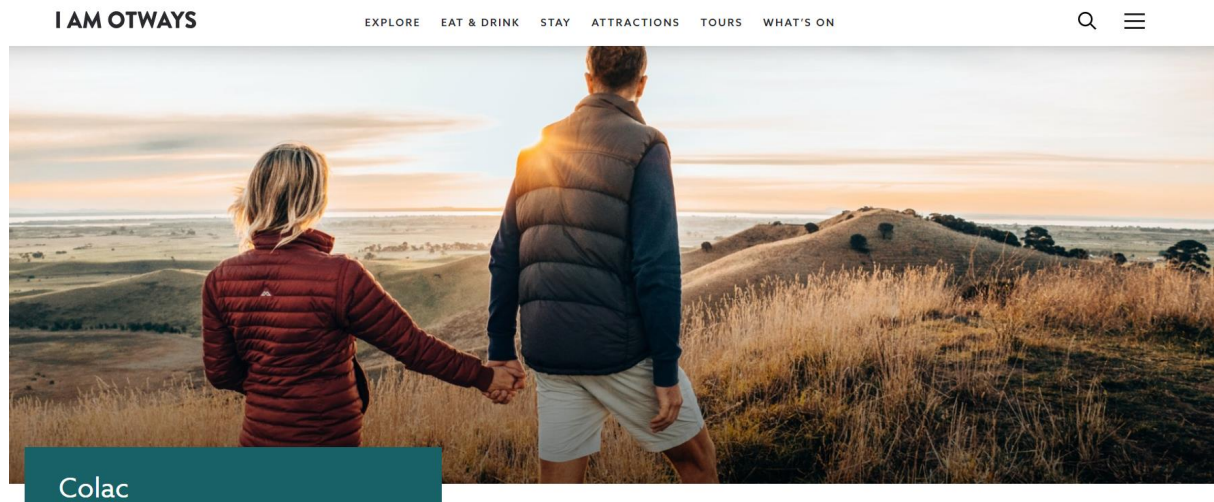 I AM OTWAYS
EXPLORE EAT & DRINK STAY ATTRACTIONS TOURS WHAT'S ON
Colac